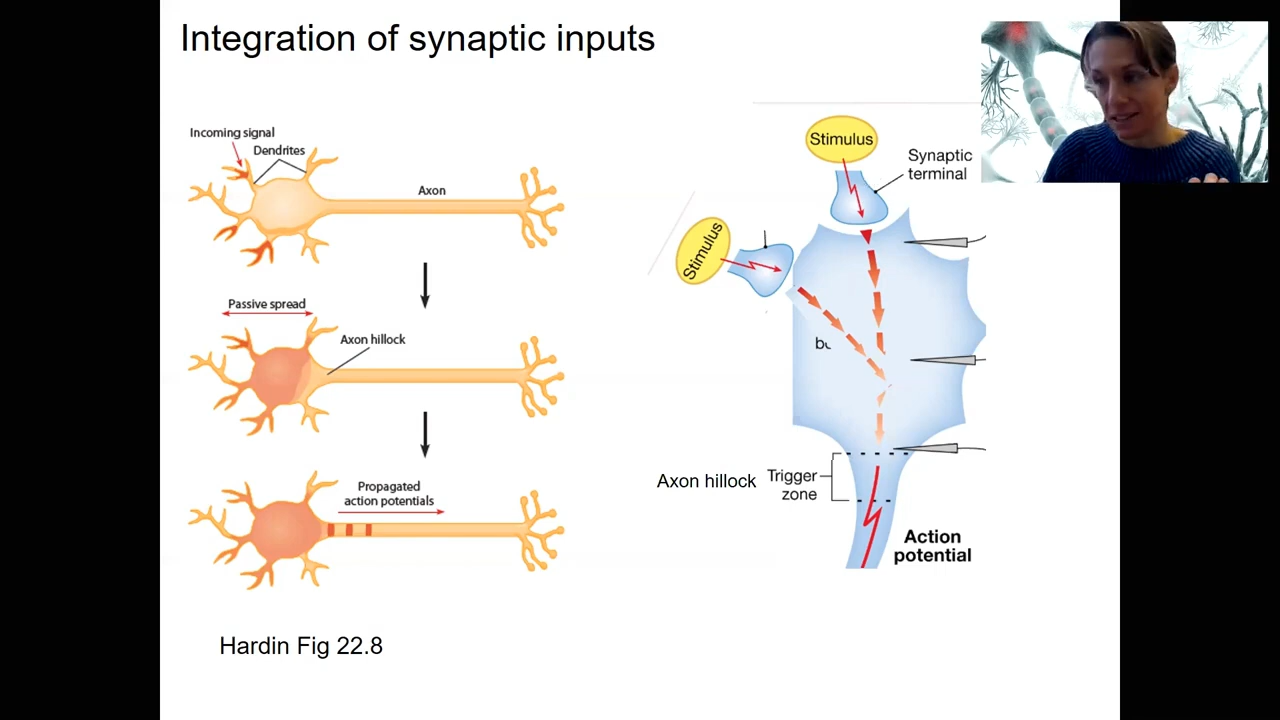 Integration of synaptic inputs
Incoming signal
Dendrites
Axon
Passive spread
Axon hillock
Propagated
action potentials
Hardin Fig 22.8
Stimulus
Synaptic
terminal
Stimulus
Axon hillock
Trigger
zone
Action
potential